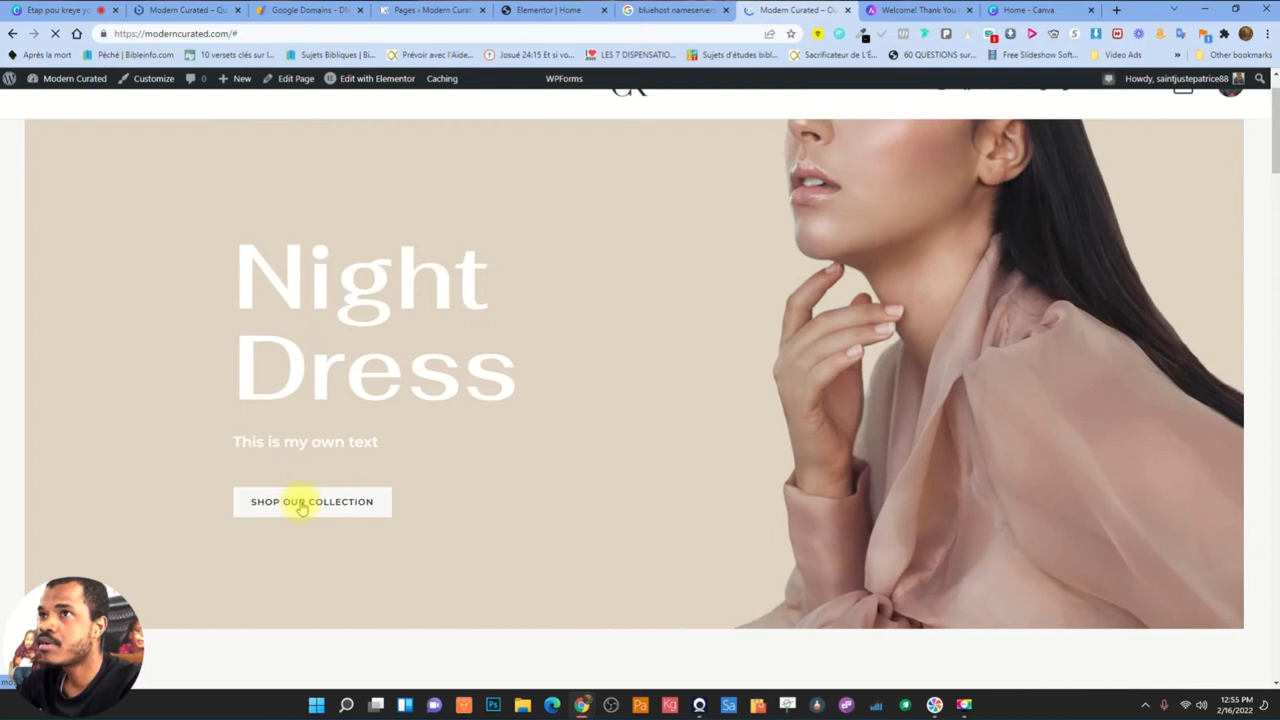 Etap pou kreye yo
Modern Curated – Qu
Google Domains - DN
Pages ‹ Modern Curat
Elementor | Home
bluehost nameservers
Modern Curated – Ou
Welcome! Thank You
Home - Canva
https://moderncurated.com/#
Après la mort
Péché | Bibleinfo.com
10 versets clés sur l...
Sujets Bibliques | Bi...
Prévoir avec l'Aide...
Josué 24:15 Et si vo...
LES 7 DISPENSATIO...
Sujets d'études bibl...
Sacrificateur de L'É...
60 QUESTIONS sur...
Free Slideshow Soft...
Video Ads
»
Other bookmarks
Modern Curated
Customize
0
New
Edit Page
Edit with Elementor
Caching
WPForms
Howdy, saintjustepatrice88
Night
Dress
This is my own text
SHOP OUR COLLECTION
12:55 PM
2/16/2022